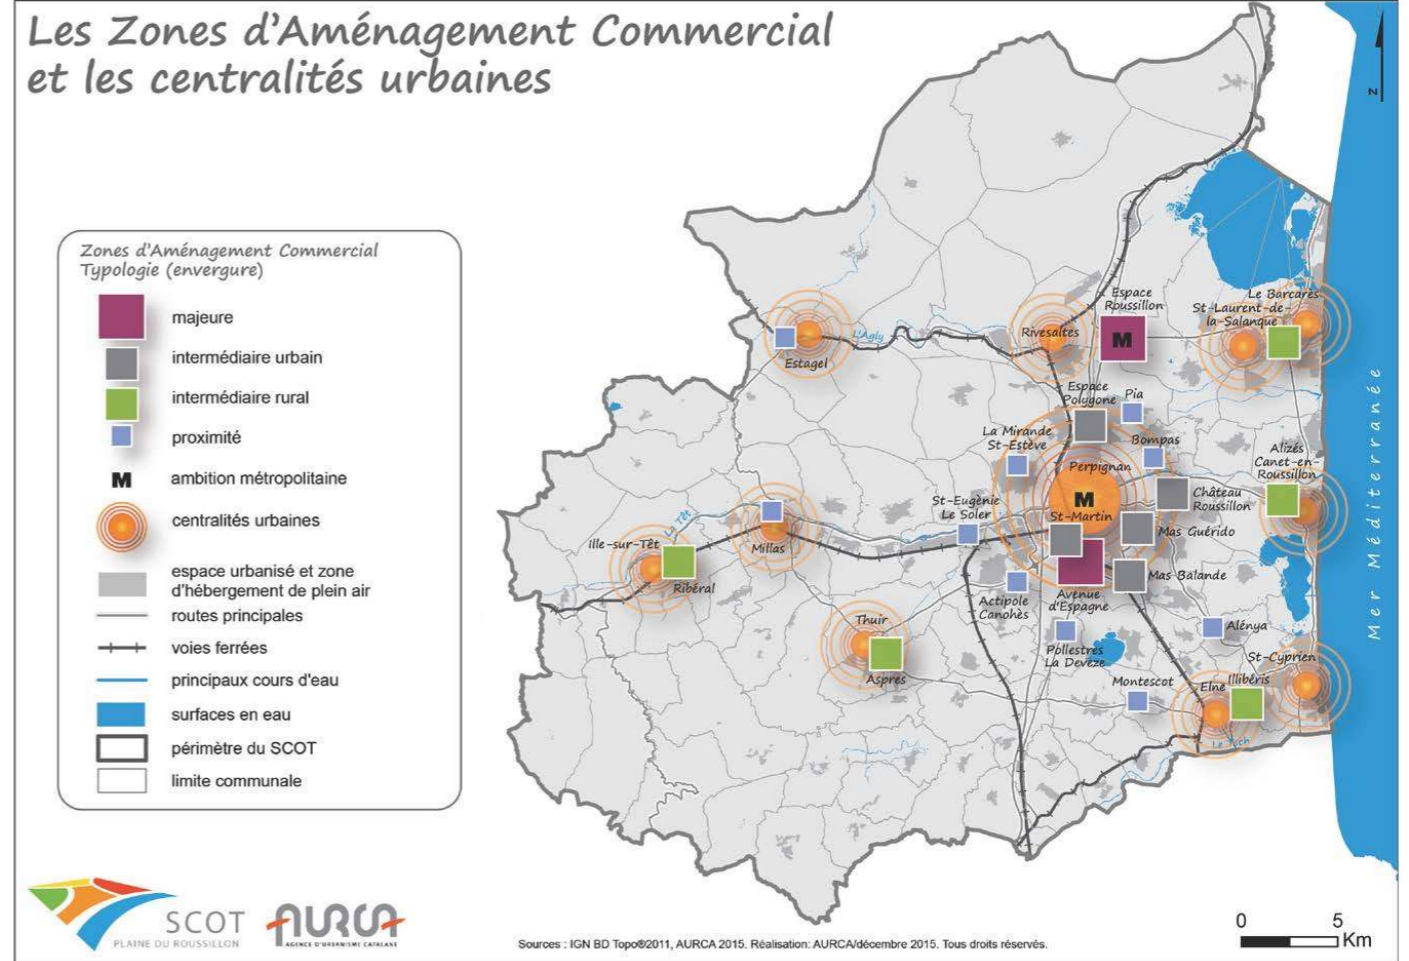 Les Zones d'Aménagement Commercial
et les centralités urbaines
Zones d'Aménagement Commercial
Typologie (envergure)
majeure
intermédiaire urbain
intermédiaire rural
proximité
M
ambition métropolitaine
centralités urbaines
espace urbanisé et zone
d'hébergement de plein air
routes principales
voies ferrées
principaux cours d'eau
surfaces en eau
périmètre du SCOT
limite communale
z
Espace
Roussillon
M
Le Barcarès
St-Laurent-de-
la-Salanque
Rivesaltes
L'Agly
Estagel
Espace
Polygone
Pia
La Mirande
St-Estève
Bompas
Perpignan
M
Alizés
Canet-en-
Roussillon
Château
Roussillon
St-Eugènie
Le Soler
St-Martin
Mas Guérido
La Têt
Ille-sur-Têt
Millas
Ribéral
Mas Balande
Actipole
Canohès
Avenue
d'Espagne
Thuir
Aspres
Pollestres
La Devèze
Alénya
St-Cyprien
Montescot
Elne
Illibéris
Le Tech
Mer Méditerranée
SCOT
PLAINE DU ROUSSILLON
AURCA
AGENCE D'URBANISME CATALANE
Sources : IGN BD Topo®2011, AURCA 2015. Réalisation: AURCA/décembre 2015. Tous droits réservés.
0 5
Km